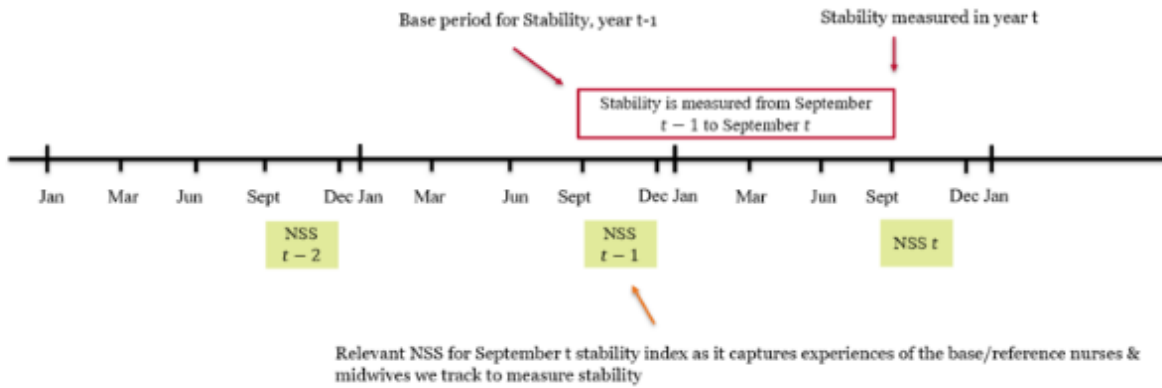 Base period for Stability, year t-1
Stability measured in year t
Stability is measured from September
t − 1 to September t
Jan Mar Jun Sept Dec Jan Mar Jun Sept Dec Jan Mar Jun Sept Dec Jan
NSS
t − 2
NSS
t − 1
NSS t
Relevant NSS for September t stability index as it captures experiences of the base/reference nurses &
midwives we track to measure stability